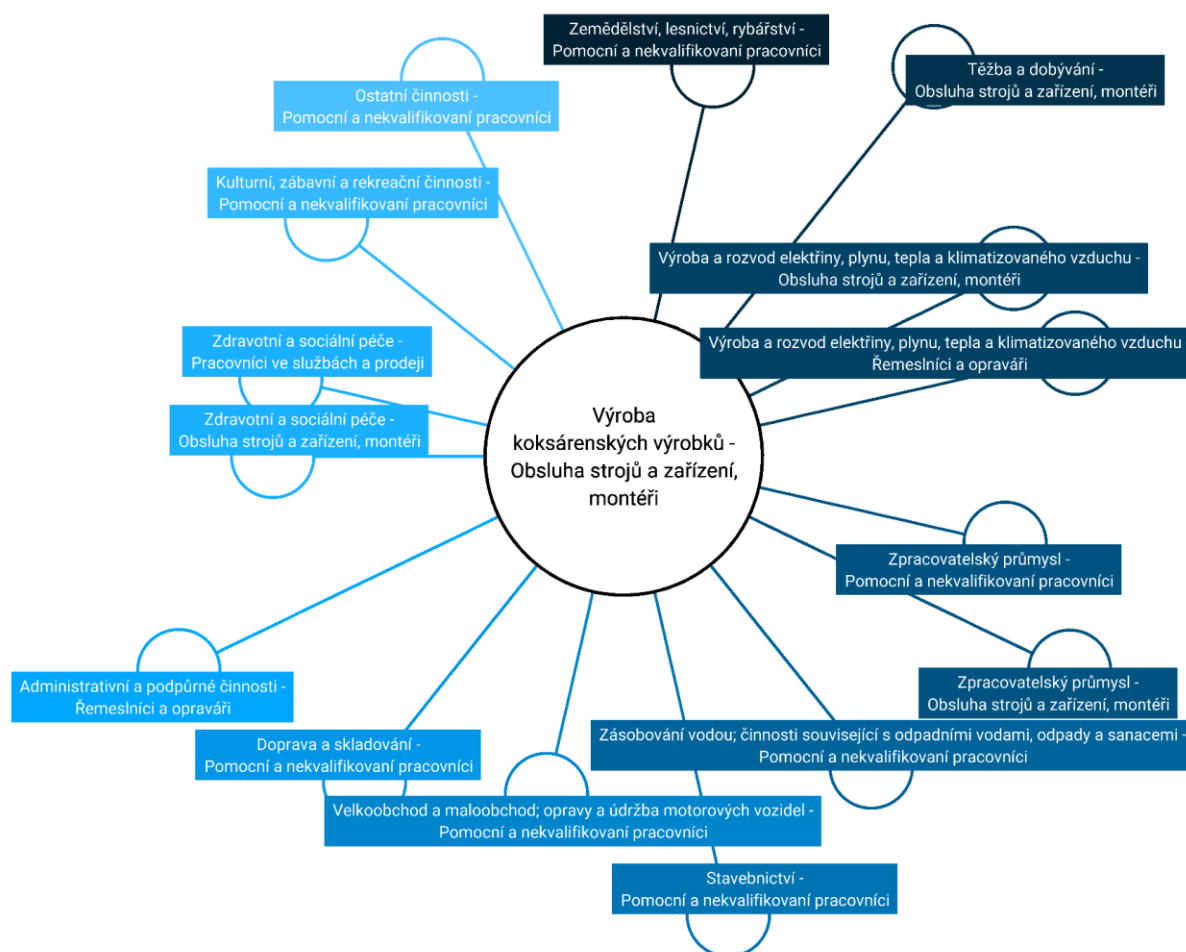 Zemědělství, lesnictví, rybářství -
Pomocní a nekvalifikovaní pracovníci
Těžba a dobývání -
Obsluha strojů a zařízení, montéři
Ostatní činnosti -
Pomocní a nekvalifikovaní pracovníci
Kulturní, zábavní a rekreační činnosti -
Pomocní a nekvalifikovaní pracovníci
Výroba a rozvod elektřiny, plynu, tepla a klimatizovaného vzduchu -
Obsluha strojů a zařízení, montéři
Zdravotní a sociální péče -
Pracovníci ve službách a prodeji
Výroba a rozvod elektřiny, plynu, tepla a klimatizovaného vzduchu
Řemeslníci a opraváři
Zdravotní a sociální péče -
Obsluha strojů a zařízení, montéři
Výroba
koksárenských výrobků -
Obsluha strojů a zařízení,
montéři
Zpracovatelský průmysl -
Pomocní a nekvalifikovaní pracovníci
Administrativní a podpůrné činnosti -
Řemeslníci a opraváři
Zpracovatelský průmysl -
Obsluha strojů a zařízení, montéři
Doprava a skladování -
Pomocní a nekvalifikovaní pracovníci
Zásobování vodou; činnosti související s odpadními vodami, odpady a sanacemi -
Pomocní a nekvalifikovaní pracovníci
Velkoobchod a maloobchod; opravy a údržba motorových vozidel -
Pomocní a nekvalifikovaní pracovníci
Stavebnictví -
Pomocní a nekvalifikovaní pracovníci